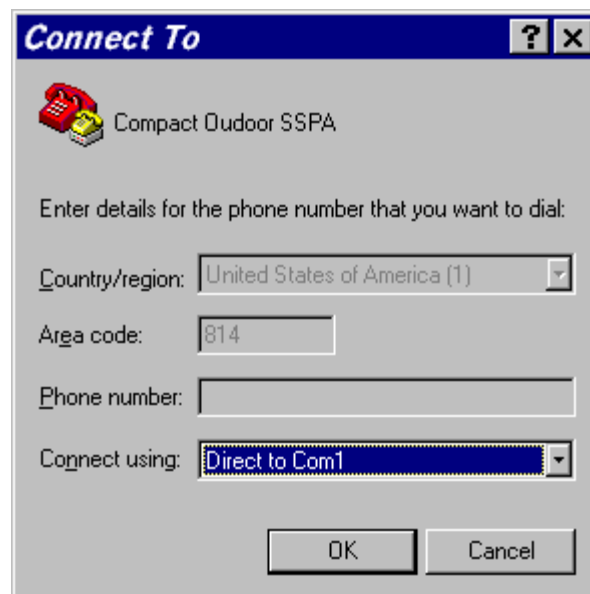 Connect To
Compact Oudoor SSPA
Enter details for the phone number that you want to dial:
Country/region: United States of America (1)
Area code: 814
Phone number:
Connect using: Direct to Com1
OK Cancel